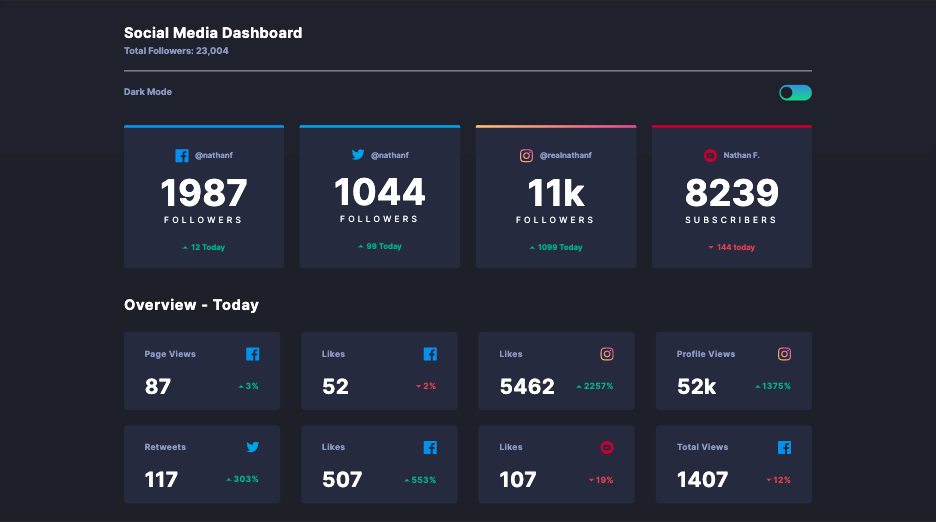 Social Media Dashboard
Total Followers: 23,004
Dark Mode
@nathanf
1987
FOLLOWERS
12 Today
@nathanf
1044
FOLLOWERS
99 Today
@realnathanf
11k
FOLLOWERS
1099 Today
Nathan F.
8239
SUBSCRIBERS
144 today
Overview - Today
Page Views
87
3%
Likes
52
2%
Likes
5462
2257%
Profile Views
52k
1375%
Retweets
117
303%
Likes
507
553%
Likes
107
19%
Total Views
1407
12%